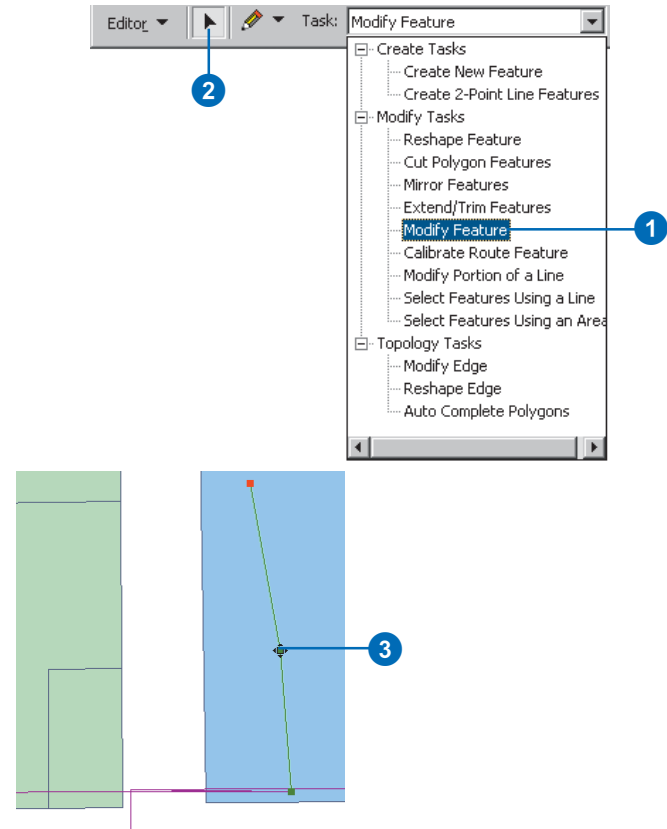 Editor Task: Modify Feature
2
Create Tasks
Create New Feature
Create 2-Point Line Features
Modify Tasks
Reshape Feature
Cut Polygon Features
Mirror Features
Extend/Trim Features
Modify Feature 1
Calibrate Route Feature
Modify Portion of a Line
Select Features Using a Line
Select Features Using an Area
Topology Tasks
Modify Edge
Reshape Edge
Auto Complete Polygons
3